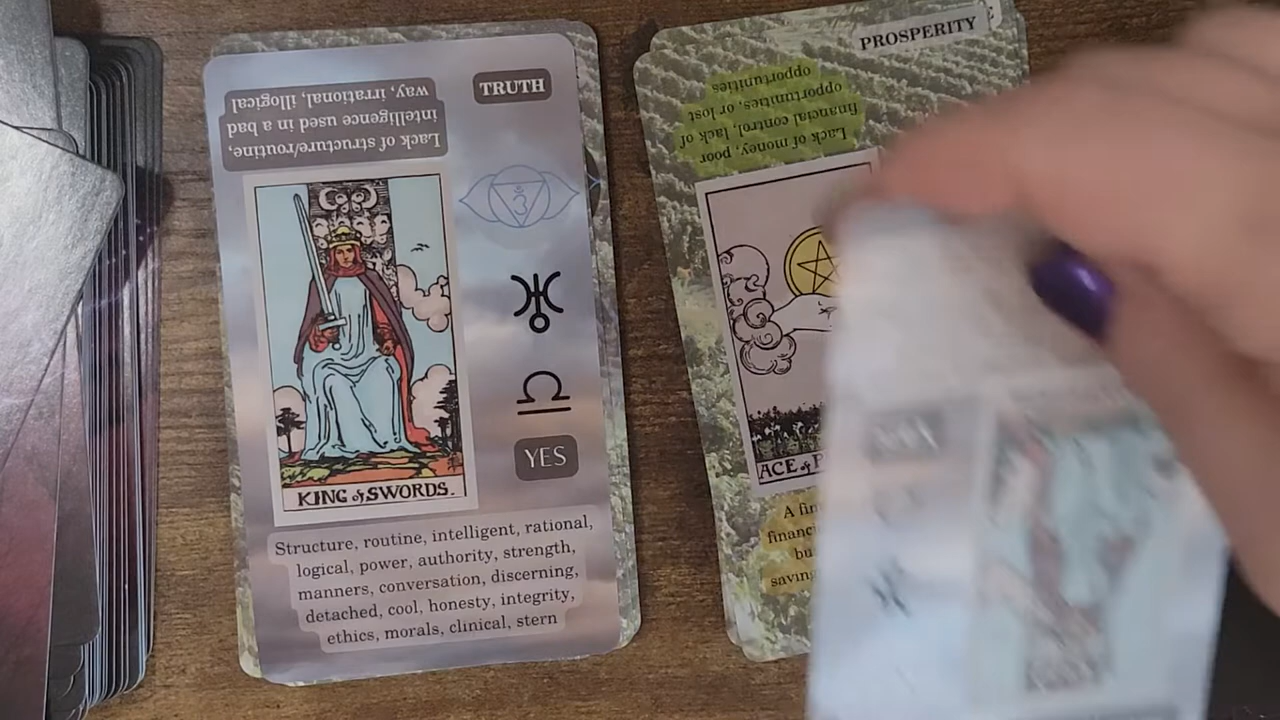 TRUTH
Lack of structure/routine,
intelligence used in a bad
way, irrational, illogical
YES
KING of SWORDS.
Structure, routine, intelligent, rational,
logical, power, authority, strength,
manners, conversation, discerning,
detached, cool, honesty, integrity,
ethics, morals, clinical, stern
PROSPERITY
Lack of money, poor
financial control, lack of
opportunities, or lost
opportunities
ACE of
A